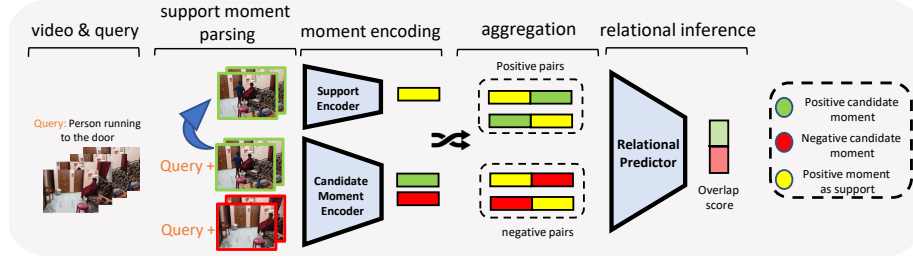 video & query
support moment
parsing
moment encoding
aggregation
relational inference
Query: Person running
to the door
Query +
Query +
Support
Encoder
Candidate
Moment
Encoder
Positive pairs
negative pairs
Relational
Predictor
Overlap
score
Positive candidate
moment
Negative candidate
moment
Positive moment
as support